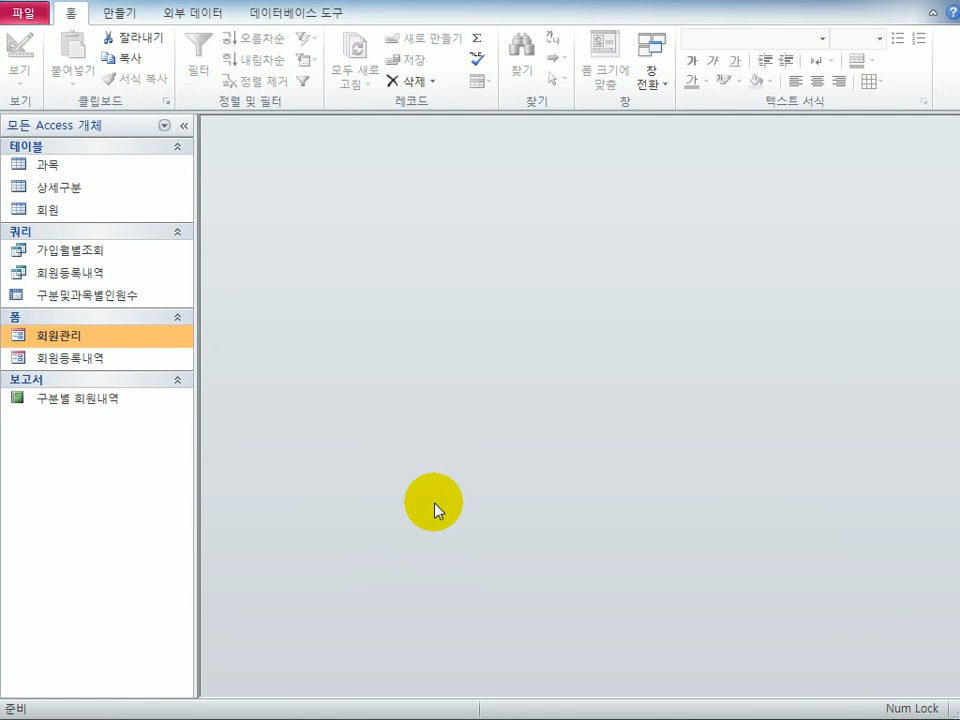 파일 홈 만들기 외부 데이터 데이터베이스 도구
보기
보기
붙여넣기
잘라내기
복사
서식 복사
클립보드
필터
오름차순
내림차순
정렬 제거
정렬 및 필터
모두 새로
고침
새로 만들기
저장
삭제
레코드
찾기
찾기
폼 크기에
맞춤
창
전환
창
가 가 가
가
텍스트 서식
모든 Access 개체
테이블
과목
상세구분
회원
쿼리
가입월별조회
회원등록내역
구분및과목별인원수
폼
회원관리
회원등록내역
보고서
구분별 회원내역
준비
Num Lock